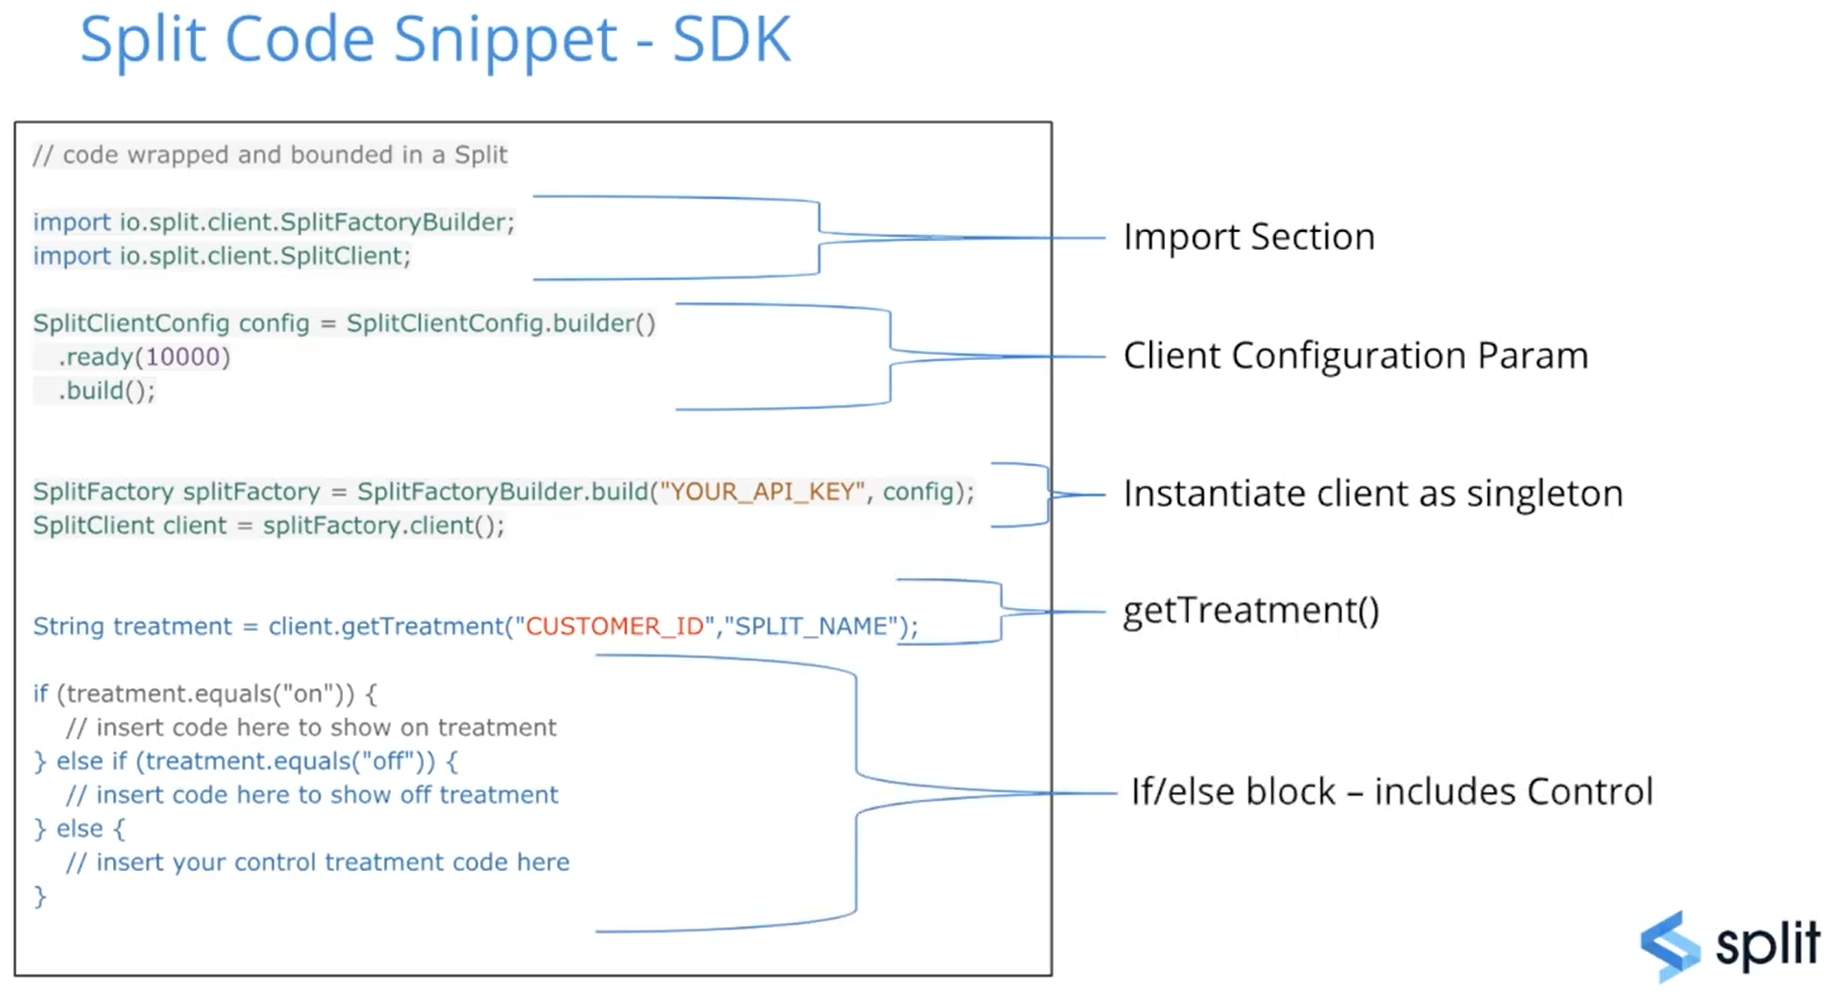 Split Code Snippet - SDK
// code wrapped and bounded in a Split
import io.split.client.SplitFactoryBuilder;
import io.split.client.SplitClient;
Import Section
SplitClientConfig config = SplitClientConfig.builder()
.ready(10000)
.build();
Client Configuration Param
SplitFactory splitFactory = SplitFactoryBuilder.build("YOUR_API_KEY", config);
SplitClient client = splitFactory.client();
Instantiate client as singleton
String treatment = client.getTreatment("CUSTOMER_ID","SPLIT_NAME");
getTreatment()
if (treatment.equals("on")) {
// insert code here to show on treatment
} else if (treatment.equals("off")) {
// insert code here to show off treatment
} else {
// insert your control treatment code here
}
If/else block – includes Control
split